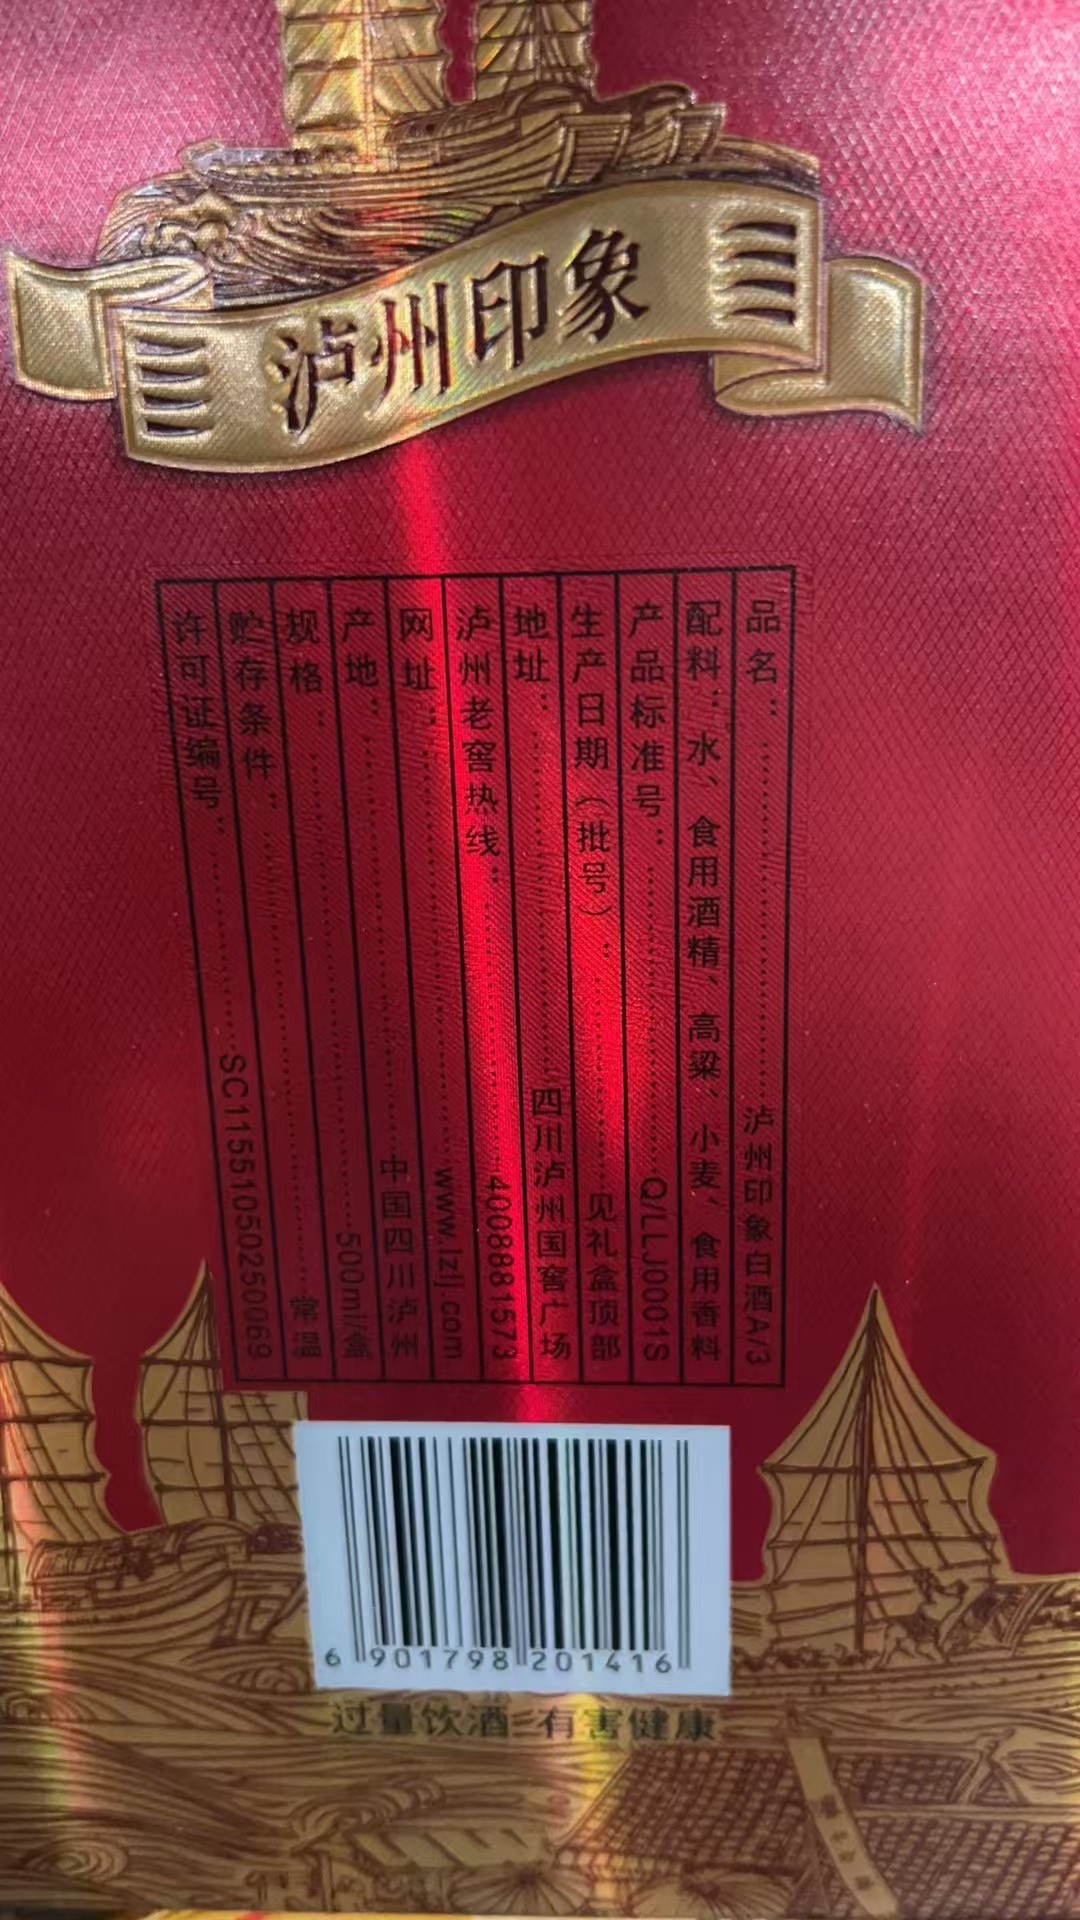 泸州印象
品名：………………泸州印象白酒A/3
配料：水、食用酒精、高粱、小麦、食用香料
产品标准号：………………Q/LLJ0001S
生产日期（批号）：………………见礼盒顶部
地址：………………四川泸州国窖广场
泸州老窖热线：………………4008881573
网址：………………www.lzlj.com
产地：………………中国四川泸州
规格：………………500ml/盒
贮存条件：………………常温
许可证编号：………………SC11551050250069
6 901798 201416
过量饮酒 有害健康